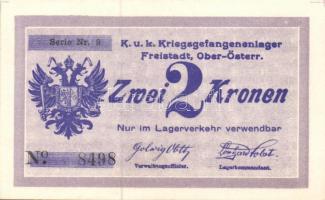 Serie Nr. 9
K. u. k. Kriegsgefangenenlager
Freistadt, Ober-Österr.
Zwei 2 Kronen
Nur im Lagerverkehr verwendbar
No. 8498
Verwaltungsoffizier.
Lagerkommandant.